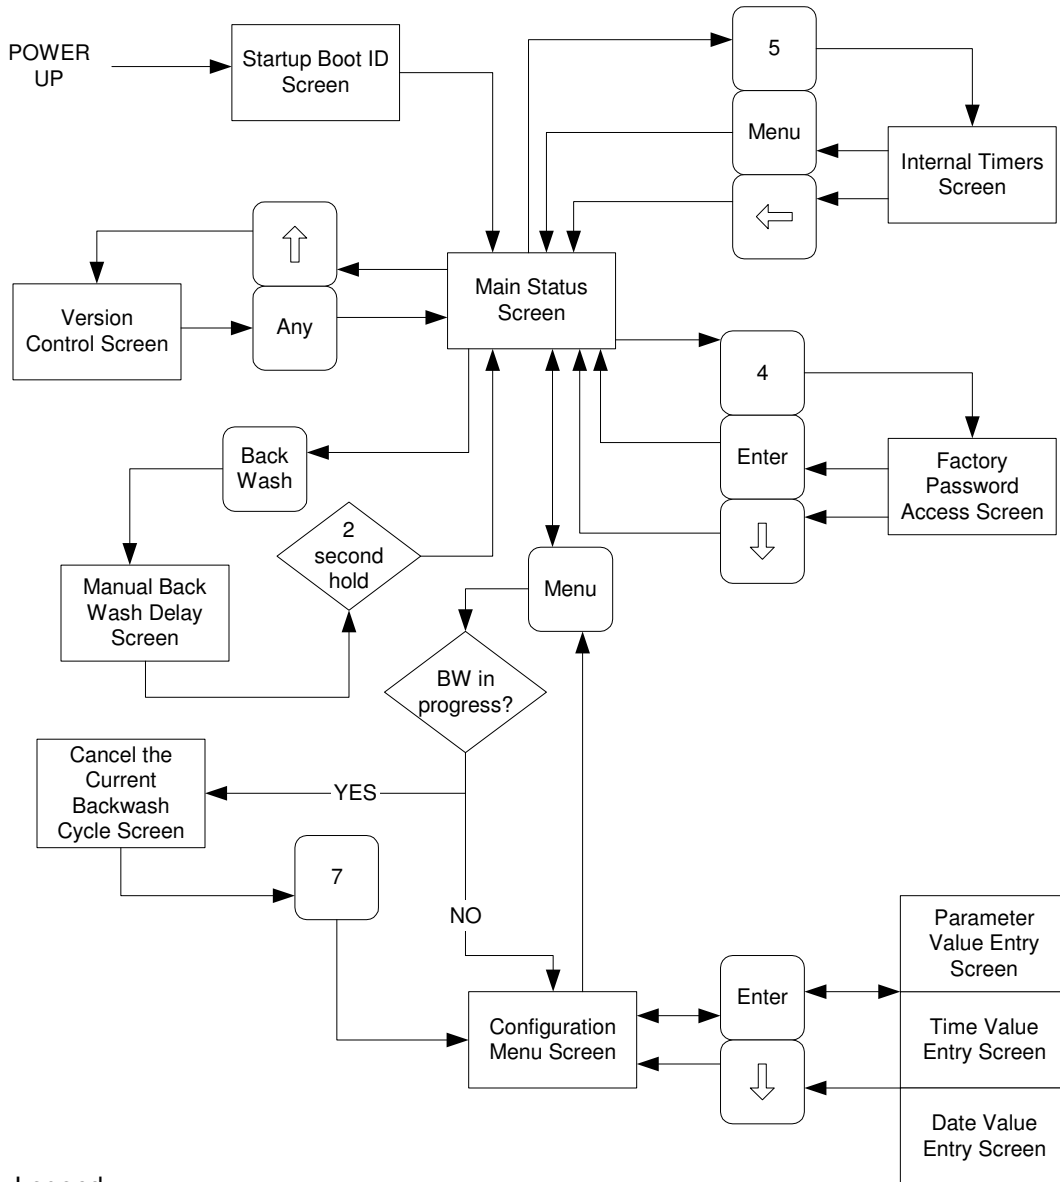 POWER
UP
Startup Boot ID
Screen
5
Menu
Internal Timers
Screen
Version
Control Screen
Any
Main Status
Screen
4
Enter
Factory
Password
Access Screen
Back
Wash
2
second
hold
Manual Back
Wash Delay
Screen
Menu
BW in
progress?
Cancel the
Current
Backwash
Cycle Screen
YES
7
NO
Configuration
Menu Screen
Enter
Parameter
Value Entry
Screen
Time Value
Entry Screen
Date Value
Entry Screen